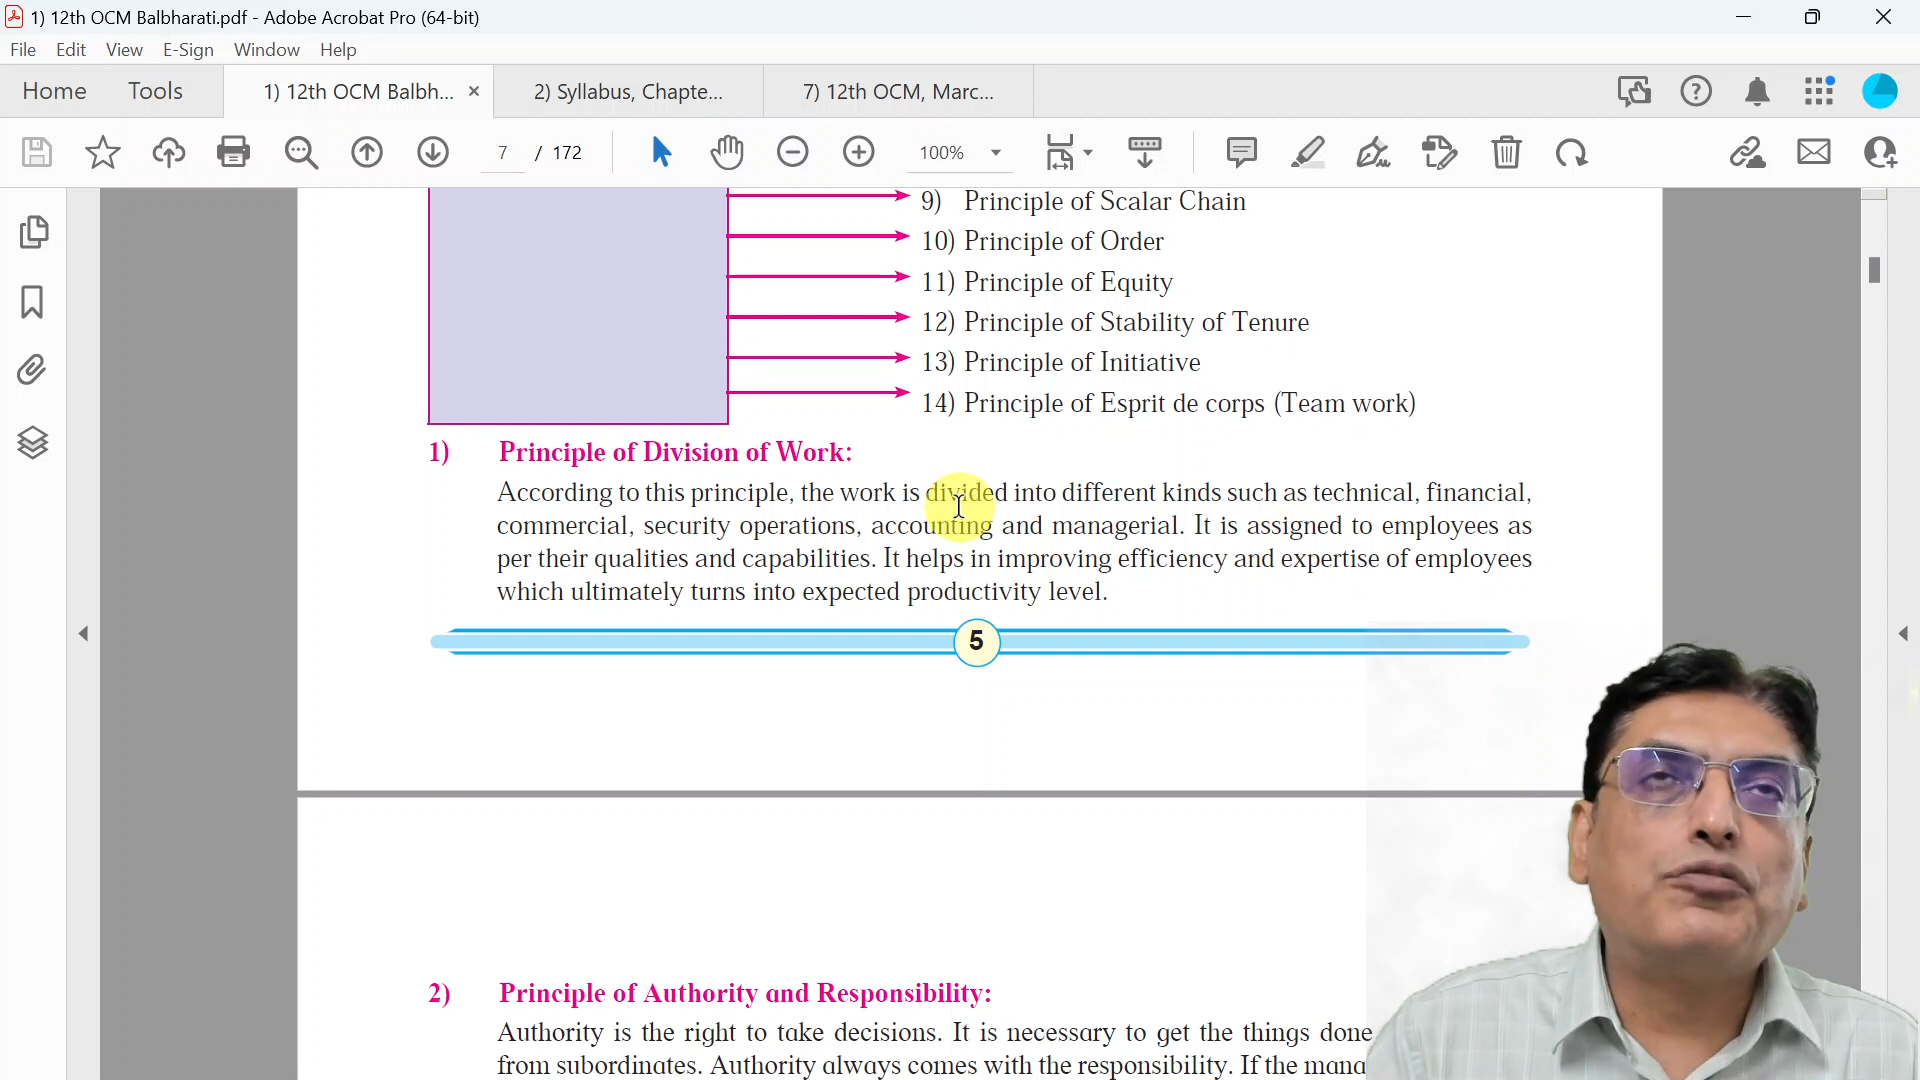 1) 12th OCM Balbharati.pdf - Adobe Acrobat Pro (64-bit)
File Edit View E-Sign Window Help
Home Tools 1) 12th OCM Balbh... × 2) Syllabus, Chapte... 7) 12th OCM, Marc...
7 / 172 100%
9) Principle of Scalar Chain
10) Principle of Order
11) Principle of Equity
12) Principle of Stability of Tenure
13) Principle of Initiative
14) Principle of Esprit de corps (Team work)
1) Principle of Division of Work:
According to this principle, the work is divided into different kinds such as technical, financial,
commercial, security operations, accounting and managerial. It is assigned to employees as
per their qualities and capabilities. It helps in improving efficiency and expertise of employees
which ultimately turns into expected productivity level.
5
2) Principle of Authority and Responsibility:
Authority is the right to take decisions. It is necessary to get the things done
from subordinates. Authority always comes with the responsibility. If the mana